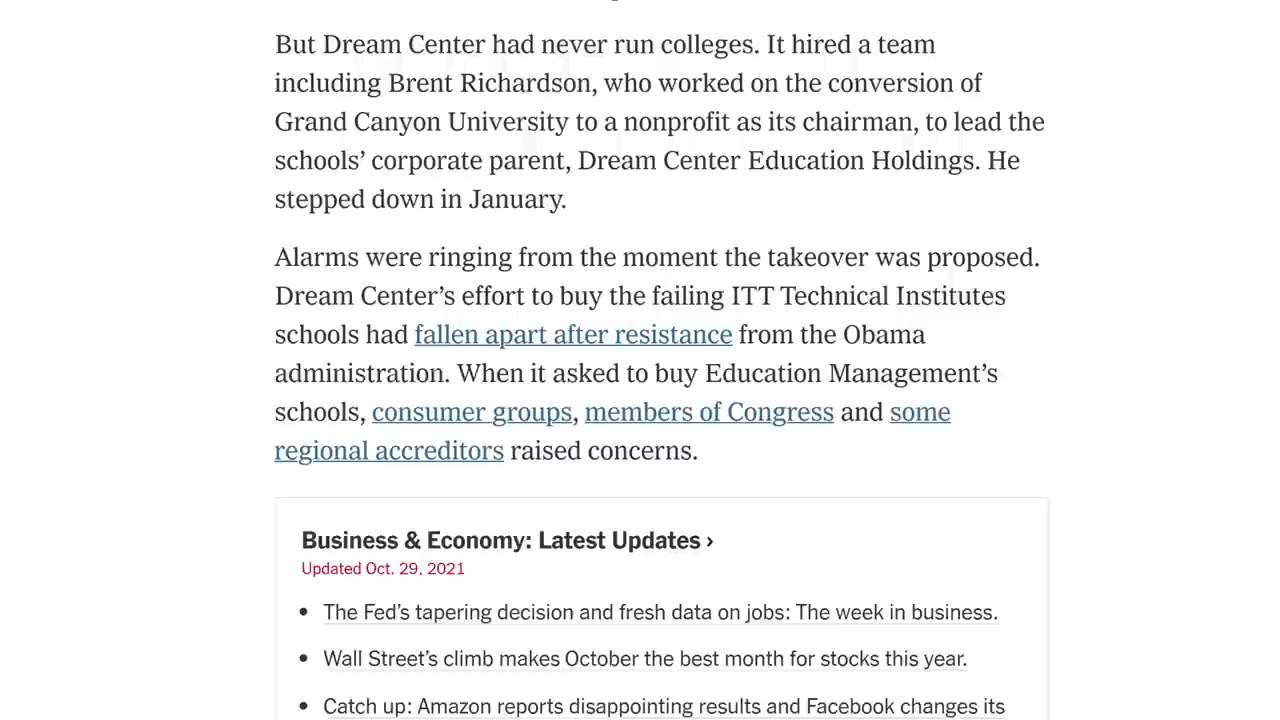 But Dream Center had never run colleges. It hired a team
including Brent Richardson, who worked on the conversion of
Grand Canyon University to a nonprofit as its chairman, to lead the
schools’ corporate parent, Dream Center Education Holdings. He
stepped down in January.
Alarms were ringing from the moment the takeover was proposed.
Dream Center’s effort to buy the failing ITT Technical Institutes
schools had fallen apart after resistance from the Obama
administration. When it asked to buy Education Management’s
schools, consumer groups, members of Congress and some
regional accreditors raised concerns.
Business & Economy: Latest Updates ›
Updated Oct. 29, 2021
• The Fed’s tapering decision and fresh data on jobs: The week in business.
• Wall Street’s climb makes October the best month for stocks this year.
• Catch up: Amazon reports disappointing results and Facebook changes its